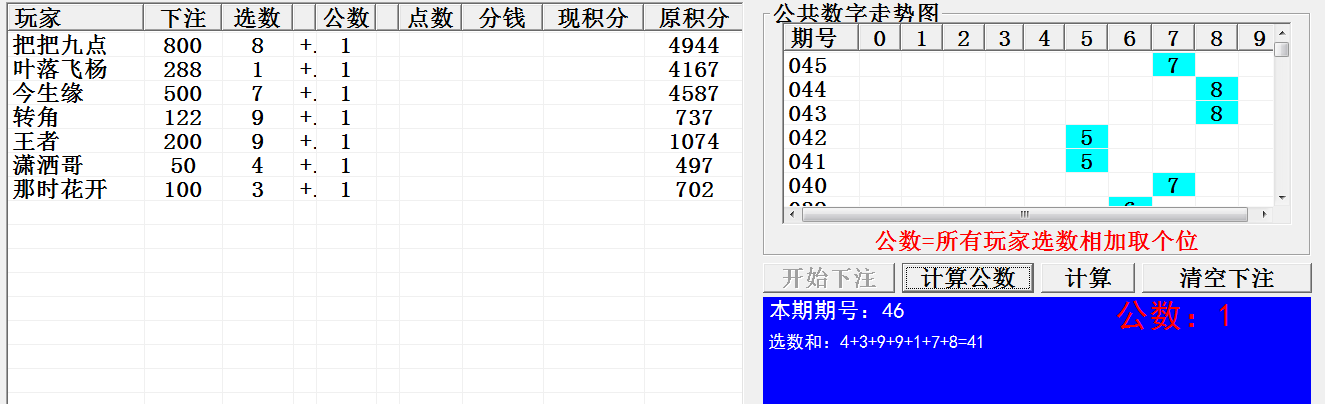 玩家 下注 选数 公数 点数 分钱 现积分 原积分
把把九点 800 8 +. 1 4944
叶落飞杨 288 1 +. 1 4167
今生缘 500 7 +. 1 4587
转角 122 9 +. 1 737
王者 200 9 +. 1 1074
潇洒哥 50 4 +. 1 497
那时花开 100 3 +. 1 702
公共数字走势图
期号 0 1 2 3 4 5 6 7 8 9
045 7
044 8
043 8
042 5
041 5
040 7
公数=所有玩家选数相加取个位
开始下注 计算公数 计算 清空下注
本期期号：46 公数：1
选数和：4+3+9+9+1+7+8=41